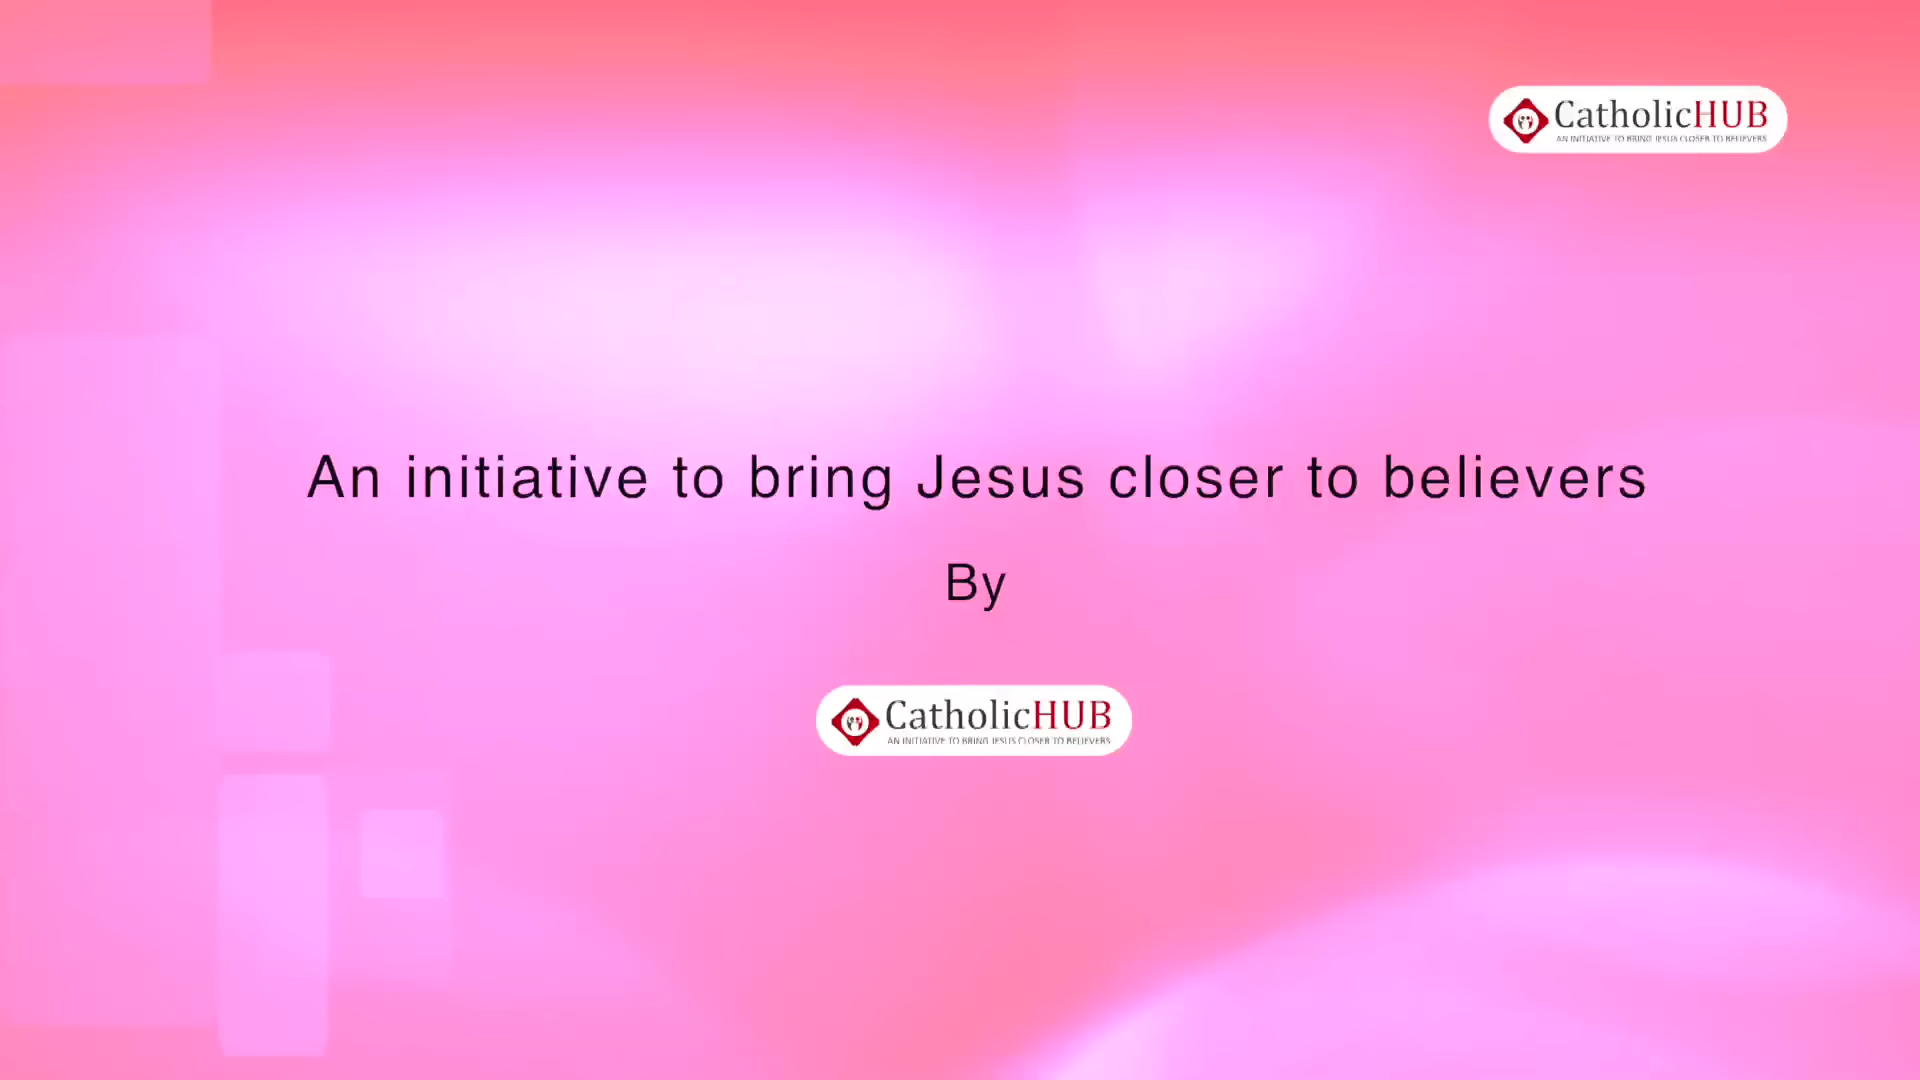 CatholicHUB
AN INITIATIVE TO BRING JESUS CLOSER TO BELIEVERS
An initiative to bring Jesus closer to believers
By
CatholicHUB
AN INITIATIVE TO BRING JESUS CLOSER TO BELIEVERS